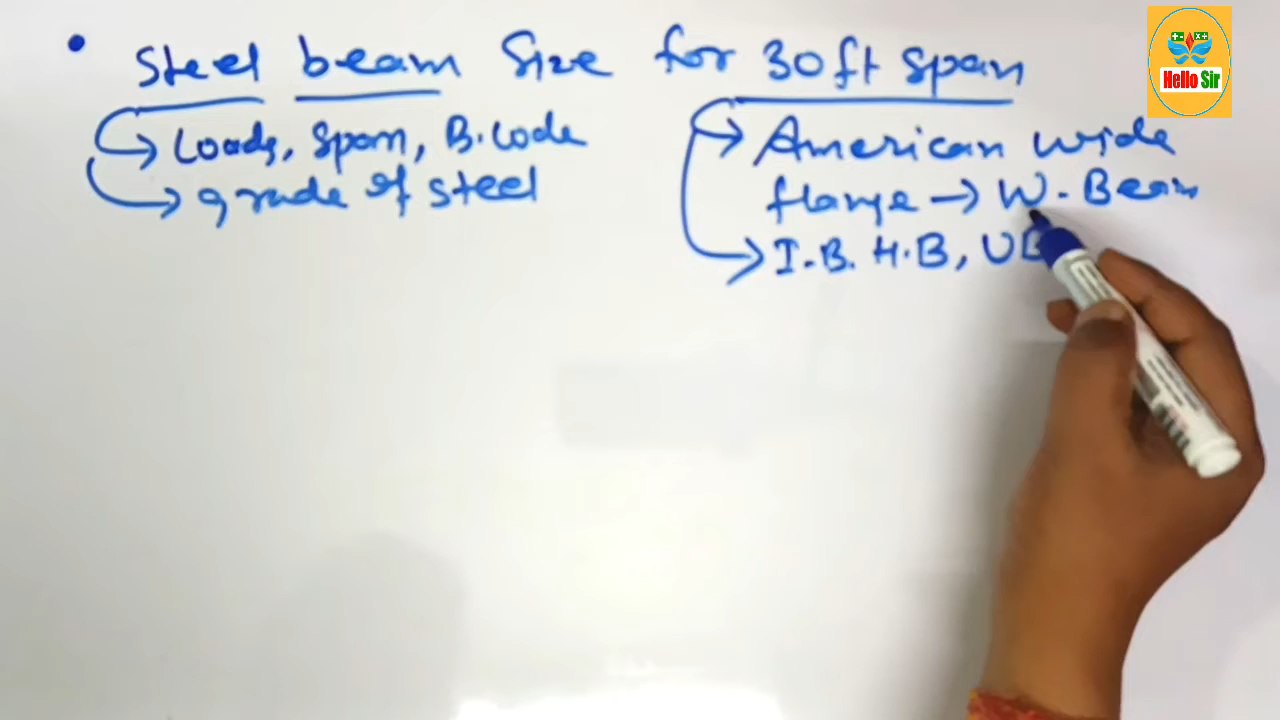 Steel beam Size for 30ft span
Loads, Span, B.Code
grade of steel
American wide
flange → W-Beam
I.B. H.B, UB
Hello Sir